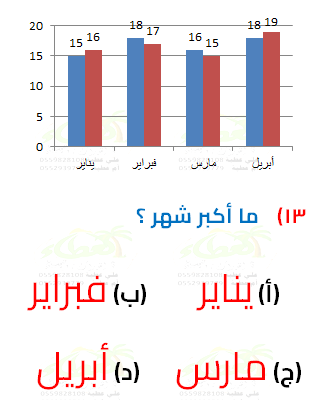 20
15
10
5
0
15 16 18 17 16 15 18 19
يناير فبراير مارس أبريل
١٣) ما أكبر شهر ؟
(أ) يناير (ب) فبراير
(ج) مارس (د) أبريل